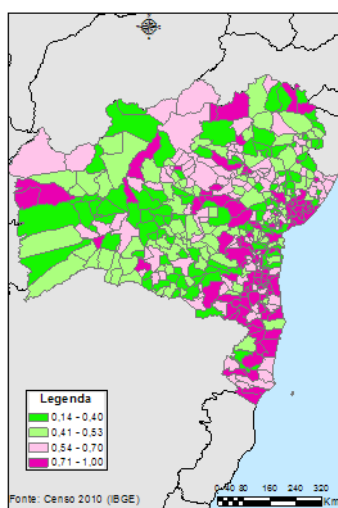 Legenda
0,14 - 0,40
0,41 - 0,53
0,54 - 0,70
0,71 - 1,00
0 40 80 160 240 320
Km
Fonte: Censo 2010 (IBGE)